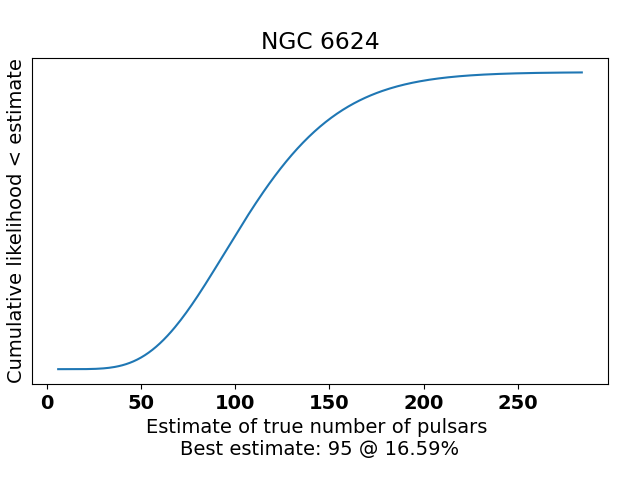 NGC 6624
Cumulative likelihood < estimate
0 50 100 150 200 250
Estimate of true number of pulsars
Best estimate: 95 @ 16.59%